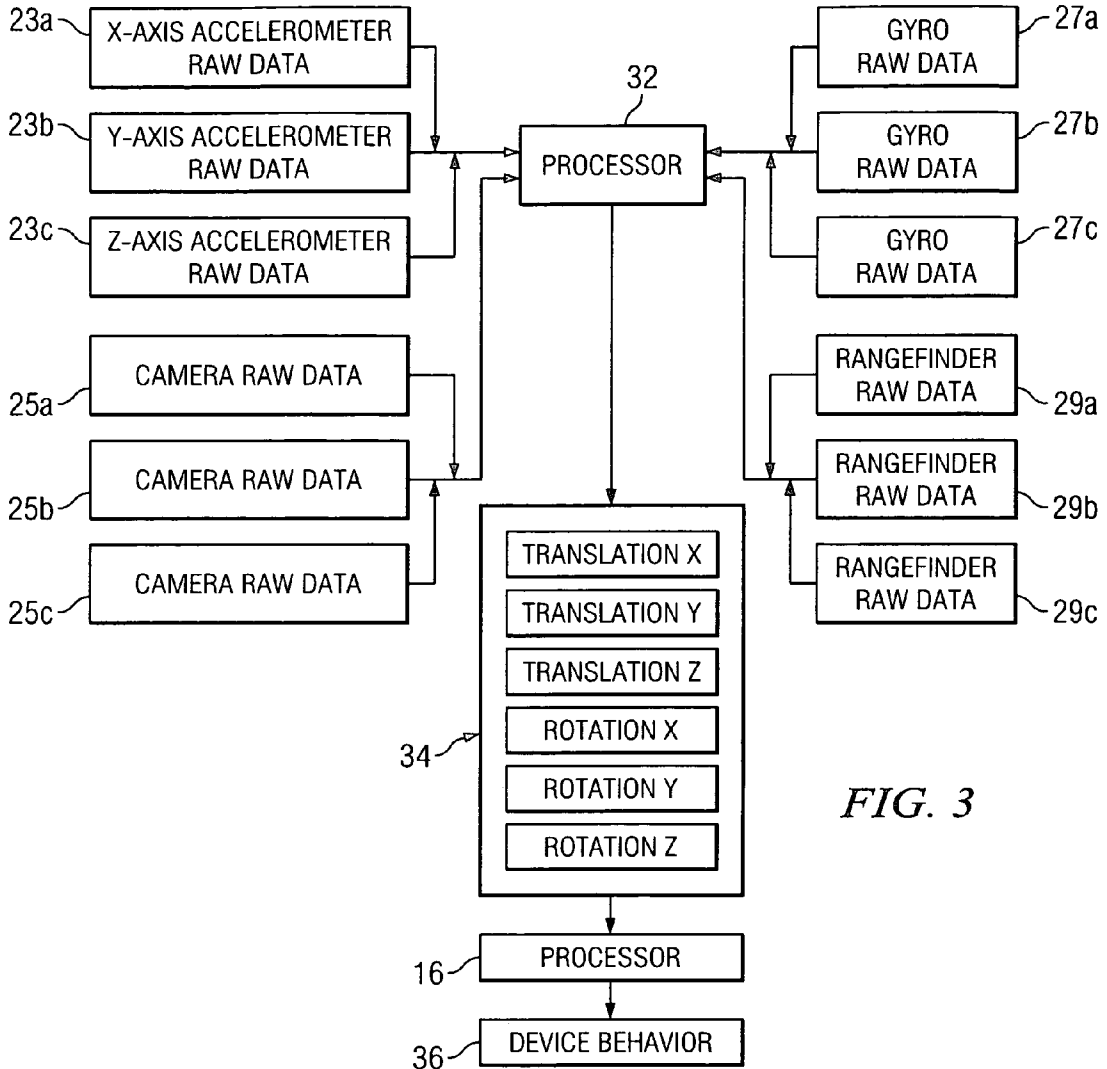 23a
X-AXIS ACCELEROMETER
RAW DATA
23b
Y-AXIS ACCELEROMETER
RAW DATA
23c
Z-AXIS ACCELEROMETER
RAW DATA
25a
CAMERA RAW DATA
25b
CAMERA RAW DATA
25c
CAMERA RAW DATA
32
PROCESSOR
27a
GYRO
RAW DATA
27b
GYRO
RAW DATA
27c
GYRO
RAW DATA
RANGEFINDER
RAW DATA
29a
RANGEFINDER
RAW DATA
29b
RANGEFINDER
RAW DATA
29c
34
TRANSLATION X
TRANSLATION Y
TRANSLATION Z
ROTATION X
ROTATION Y
ROTATION Z
16
PROCESSOR
36
DEVICE BEHAVIOR
FIG. 3